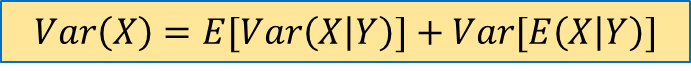 Var(X) = E[Var(X|Y)] + Var[E(X|Y)]